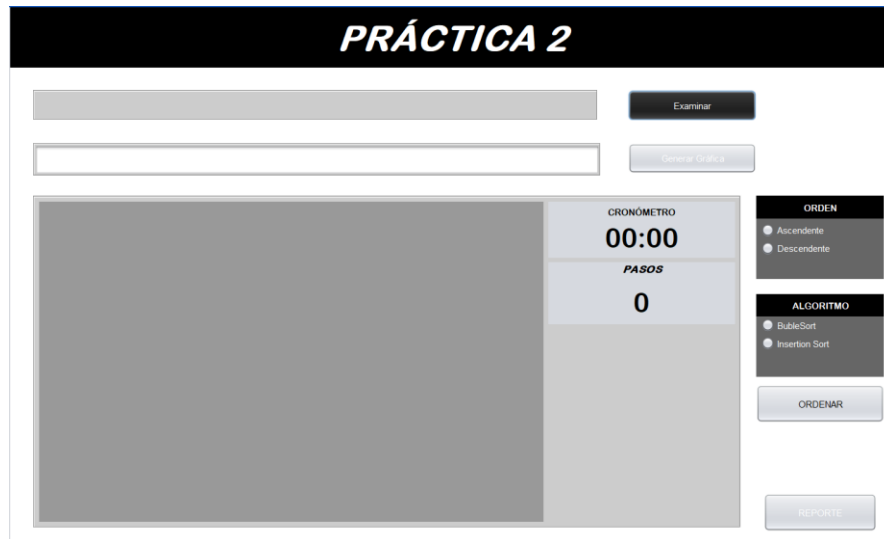 PRÁCTICA 2
Examinar
Generar Gráfica
CRONÓMETRO
00:00
PASOS
0
ORDEN
Ascendente
Descendente
ALGORITMO
BubleSort
Insertion Sort
ORDENAR
REPORTE